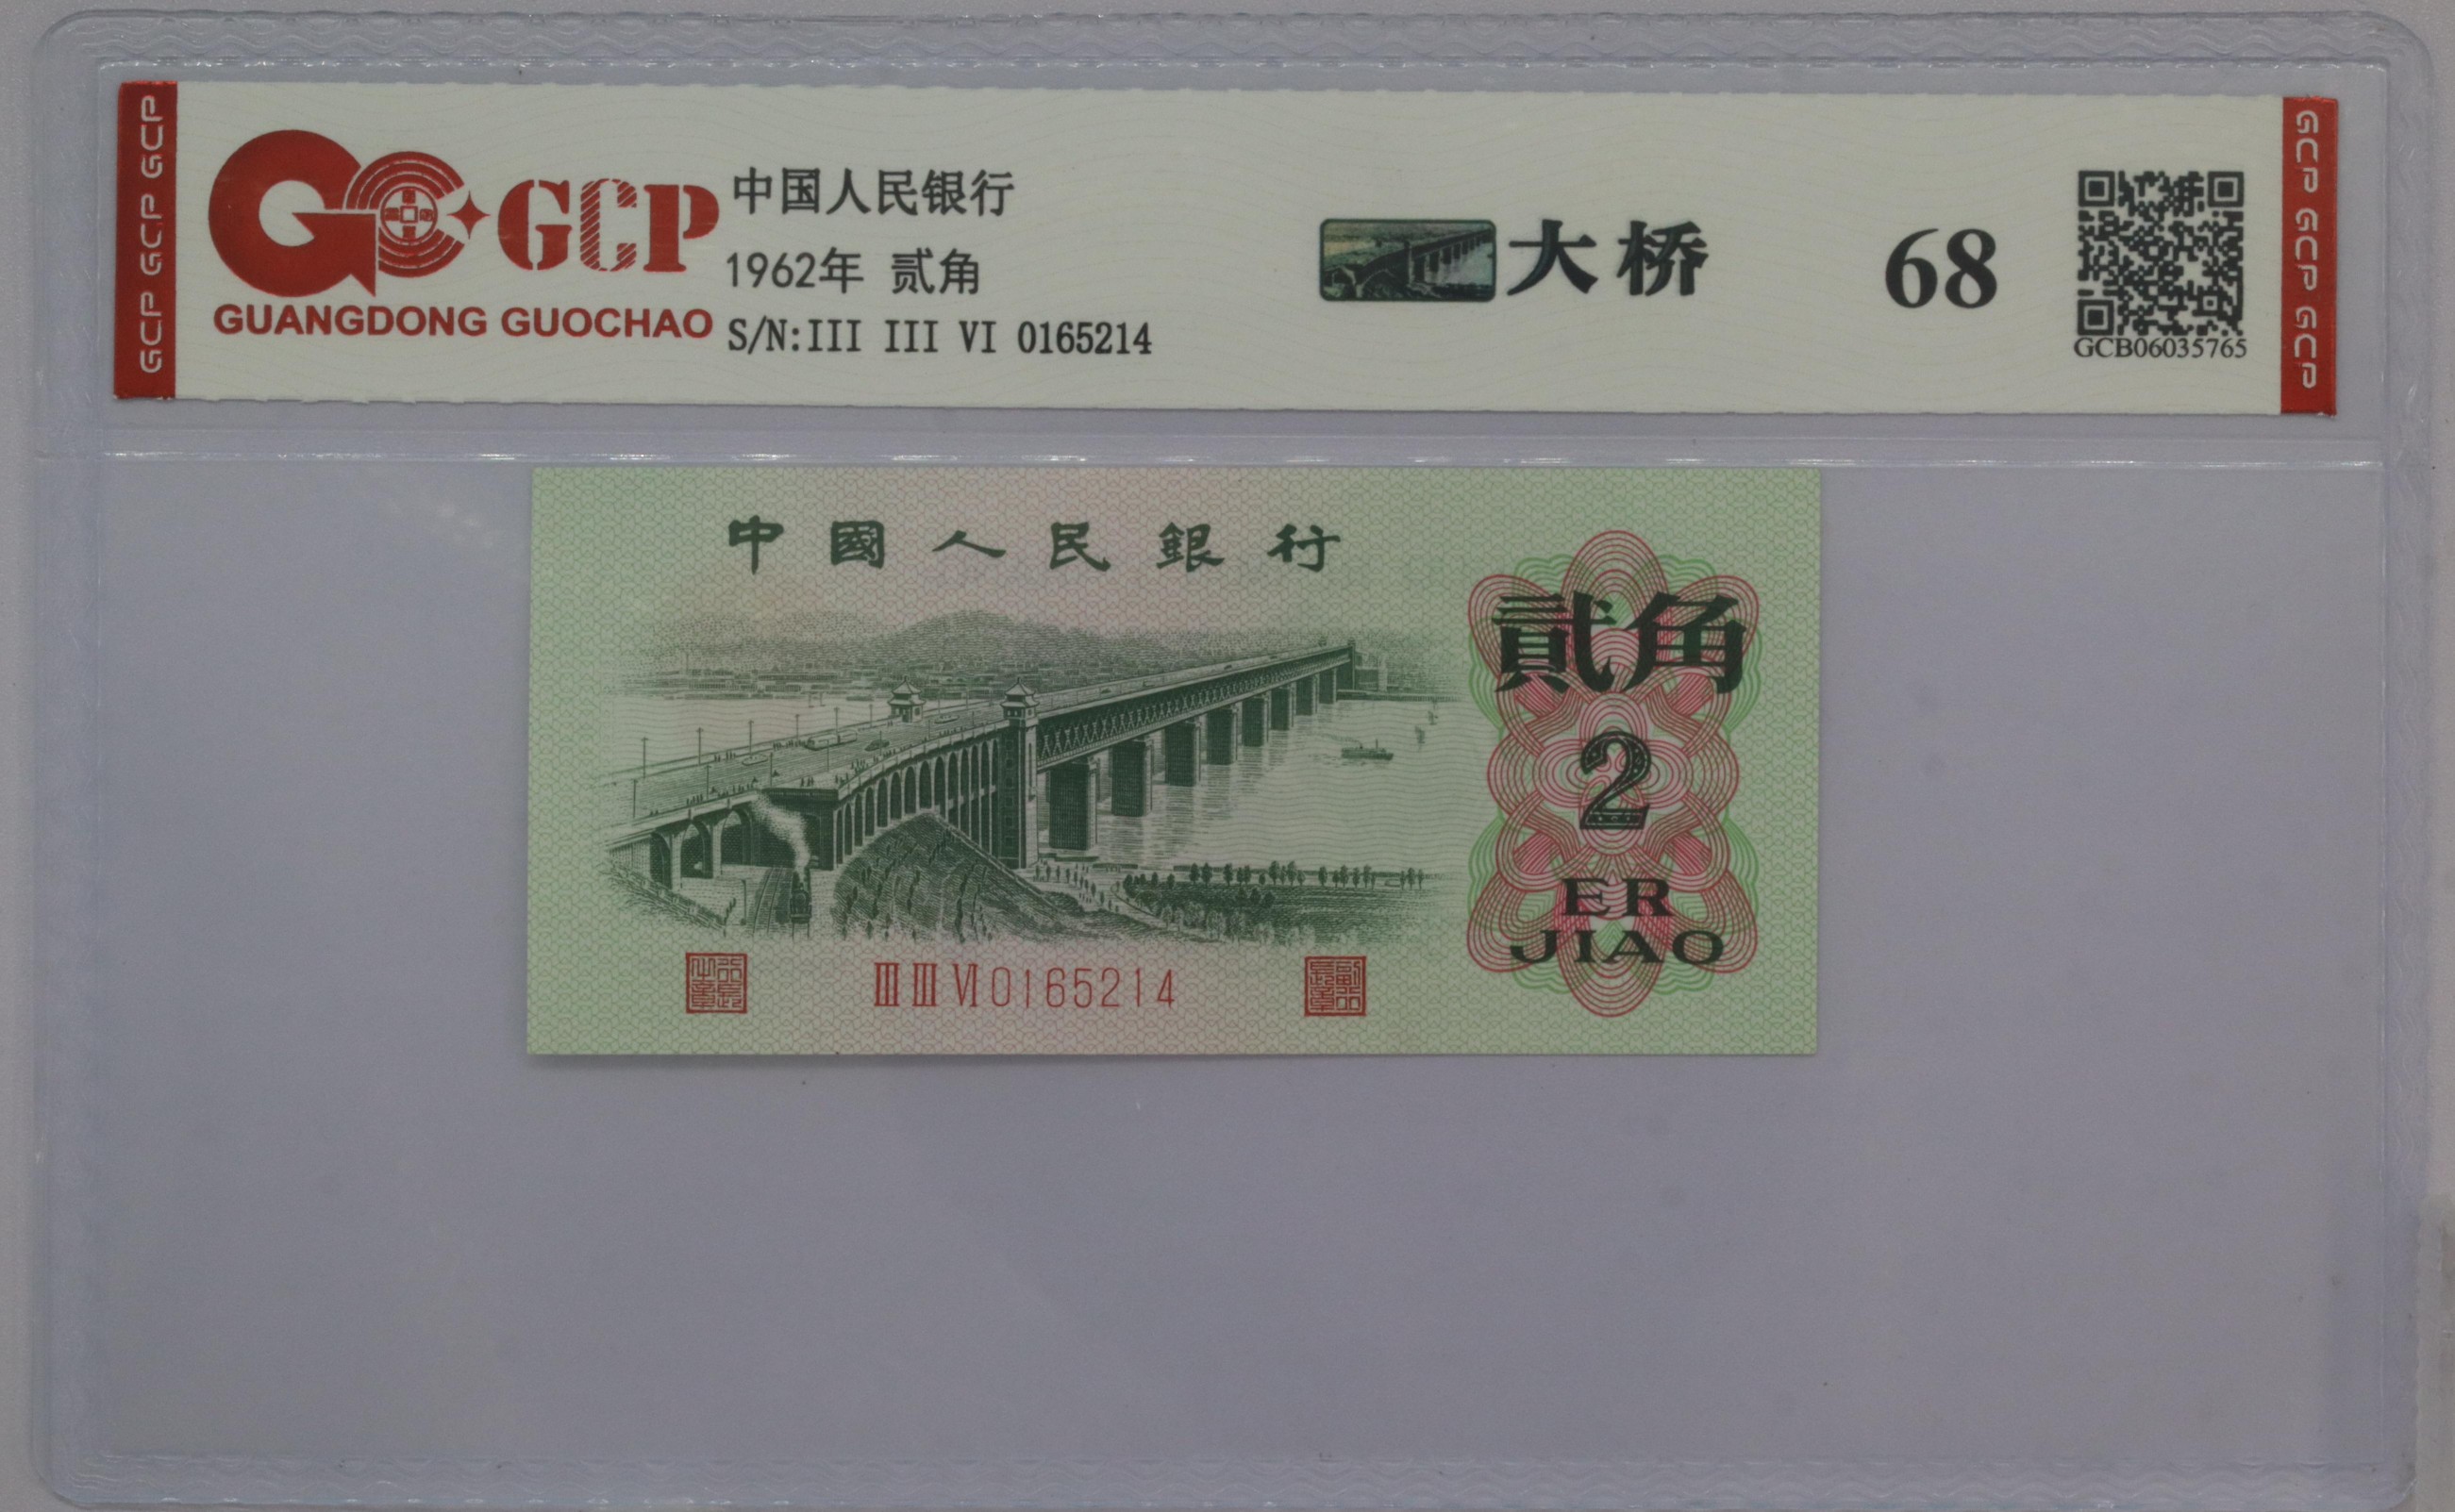 GCP GCP GCP
GCP
GUANGDONG GUOCHAO
中国人民银行
1962年 贰角
S/N:III III VI 0165214
大桥
68
GCB06035765
GCP GCP GCP
中國人民銀行
貳角
2
ER
JIAO
ⅢⅢⅥ0165214